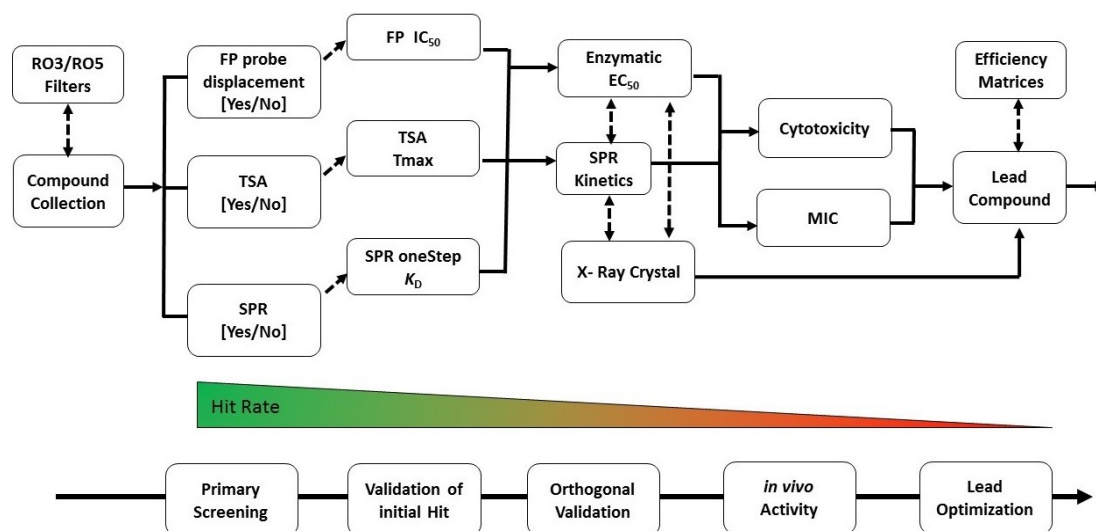 RO3/RO5
Filters
Compound
Collection
FP probe
displacement
[Yes/No]
TSA
[Yes/No]
SPR
[Yes/No]
FP IC50
TSA
Tmax
SPR oneStep
KD
Enzymatic
EC50
SPR
Kinetics
X- Ray Crystal
Cytotoxicity
MIC
Efficiency
Matrices
Lead
Compound
Hit Rate
Primary
Screening
Validation of
initial Hit
Orthogonal
Validation
in vivo
Activity
Lead
Optimization